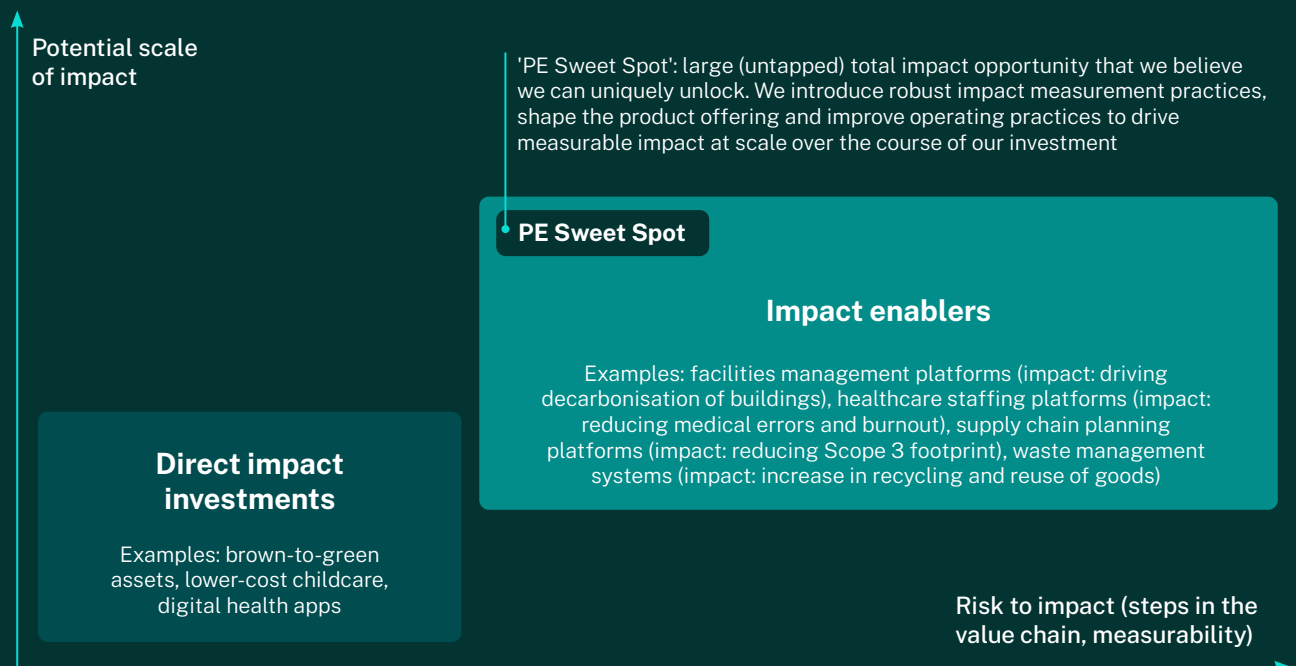 Potential scale
of impact
'PE Sweet Spot': large (untapped) total impact opportunity that we believe
we can uniquely unlock. We introduce robust impact measurement practices,
shape the product offering and improve operating practices to drive
measurable impact at scale over the course of our investment
PE Sweet Spot
Impact enablers
Examples: facilities management platforms (impact: driving
decarbonisation of buildings), healthcare staffing platforms (impact:
reducing medical errors and burnout), supply chain planning
platforms (impact: reducing Scope 3 footprint), waste management
systems (impact: increase in recycling and reuse of goods)
Direct impact
investments
Examples: brown-to-green
assets, lower-cost childcare,
digital health apps
Risk to impact (steps in the
value chain, measurability)